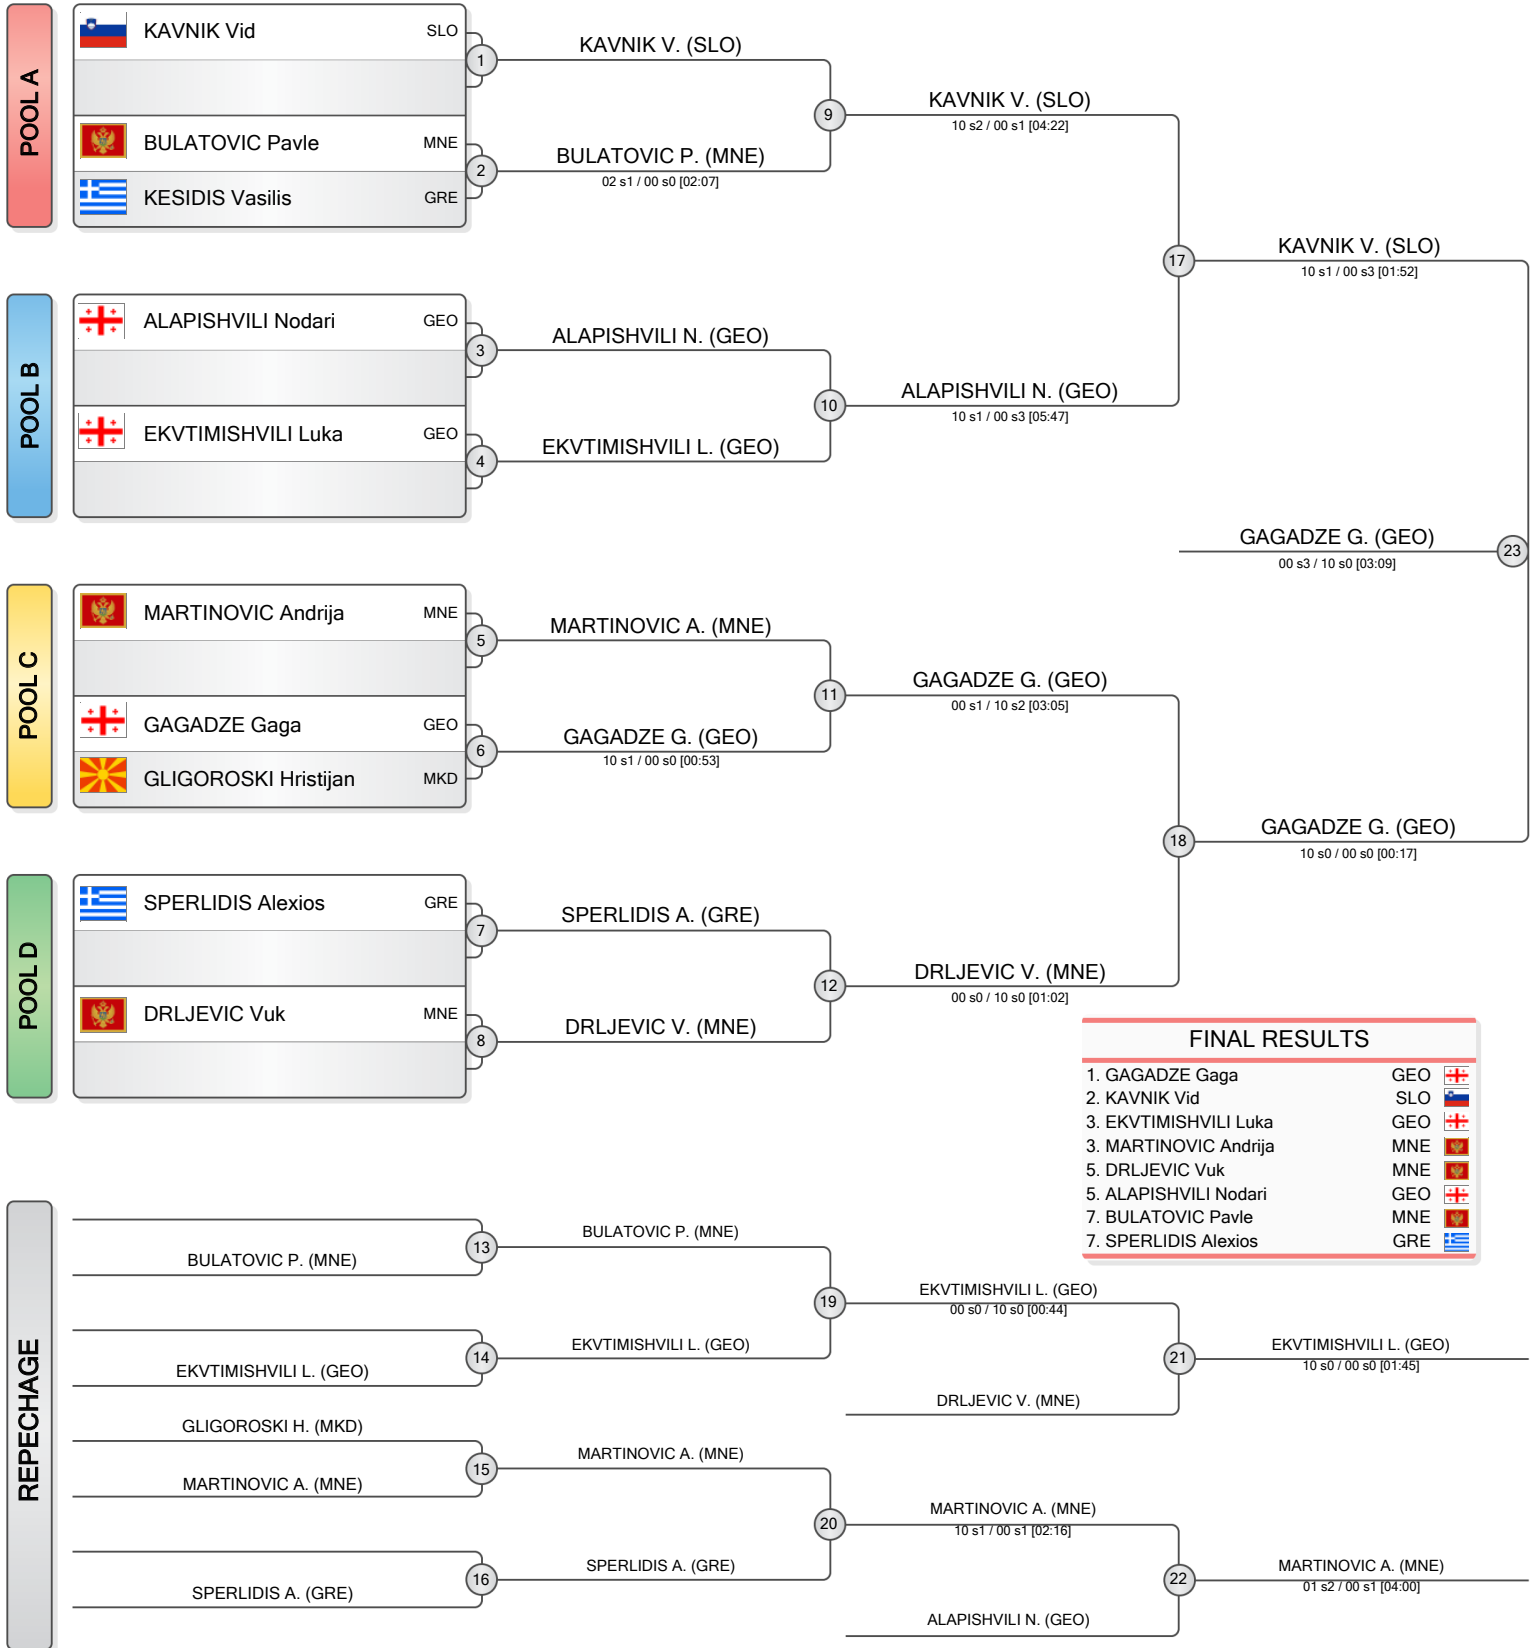 POOL A
KAVNIK Vid SLO
BULATOVIC Pavle MNE
KESIDIS Vasilis GRE
1
2
KAVNIK V. (SLO)
BULATOVIC P. (MNE)
02 s1 / 00 s0 [02:07]
9
KAVNIK V. (SLO)
10 s2 / 00 s1 [04:22]
POOL B
ALAPISHVILI Nodari GEO
EKVTIMISHVILI Luka GEO
3
4
ALAPISHVILI N. (GEO)
EKVTIMISHVILI L. (GEO)
10
ALAPISHVILI N. (GEO)
10 s1 / 00 s3 [05:47]
17
KAVNIK V. (SLO)
10 s1 / 00 s3 [01:52]
GAGADZE G. (GEO)
00 s3 / 10 s0 [03:09]
23
POOL C
MARTINOVIC Andrija MNE
GAGADZE Gaga GEO
GLIGOROSKI Hristijan MKD
5
6
MARTINOVIC A. (MNE)
GAGADZE G. (GEO)
10 s1 / 00 s0 [00:53]
11
GAGADZE G. (GEO)
00 s1 / 10 s2 [03:05]
POOL D
SPERLIDIS Alexios GRE
DRLJEVIC Vuk MNE
7
8
SPERLIDIS A. (GRE)
DRLJEVIC V. (MNE)
12
DRLJEVIC V. (MNE)
00 s0 / 10 s0 [01:02]
18
GAGADZE G. (GEO)
10 s0 / 00 s0 [00:17]
FINAL RESULTS
1. GAGADZE Gaga GEO
2. KAVNIK Vid SLO
3. EKVTIMISHVILI Luka GEO
3. MARTINOVIC Andrija MNE
5. DRLJEVIC Vuk MNE
5. ALAPISHVILI Nodari GEO
7. BULATOVIC Pavle MNE
7. SPERLIDIS Alexios GRE
REPECHAGE
BULATOVIC P. (MNE)
13
BULATOVIC P. (MNE)
EKVTIMISHVILI L. (GEO)
14
EKVTIMISHVILI L. (GEO)
19
EKVTIMISHVILI L. (GEO)
00 s0 / 10 s0 [00:44]
DRLJEVIC V. (MNE)
21
EKVTIMISHVILI L. (GEO)
10 s0 / 00 s0 [01:45]
GLIGOROSKI H. (MKD)
MARTINOVIC A. (MNE)
15
MARTINOVIC A. (MNE)
SPERLIDIS A. (GRE)
16
SPERLIDIS A. (GRE)
20
MARTINOVIC A. (MNE)
10 s1 / 00 s1 [02:16]
ALAPISHVILI N. (GEO)
22
MARTINOVIC A. (MNE)
01 s2 / 00 s1 [04:00]